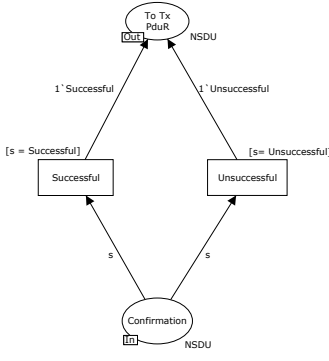 To Tx
PduR
Out
NSDU
1`Successful
1`Unsuccessful
[s = Successful]
[s= Unsuccessful]
Successful
Unsuccessful
s
s
Confirmation
In
NSDU